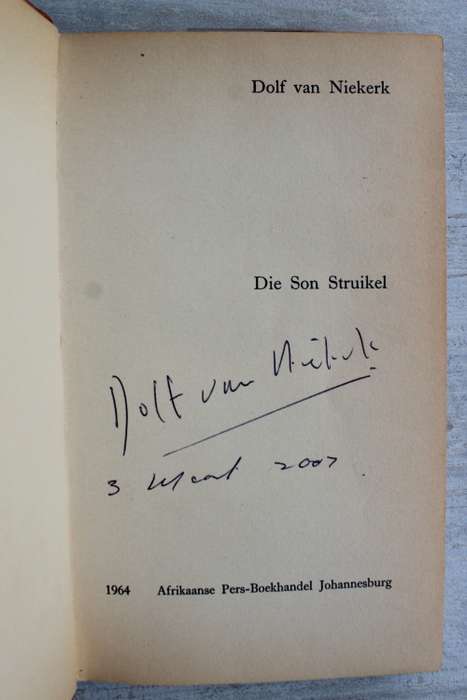 Dolf van Niekerk
Die Son Struikel
Dolf van Niekerk
3 Maart 2007
1964 Afrikaanse Pers-Boekhandel Johannesburg